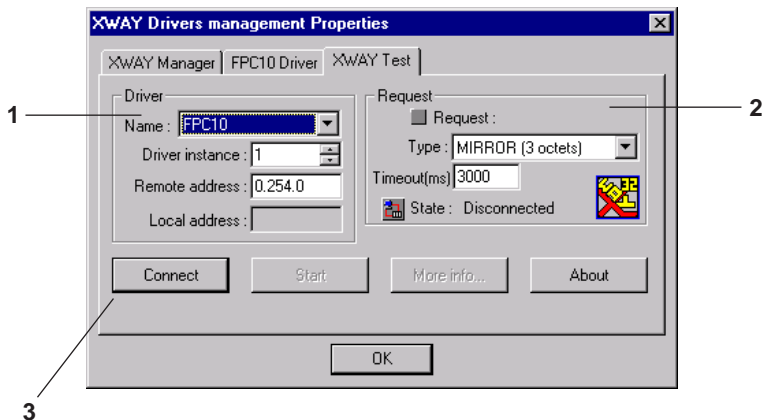 XWAY Drivers management Properties
XWAY Manager
FPC10 Driver
XWAY Test
1
Driver
Name : FPC10
Driver instance : 1
Remote address : 0.254.0
Local address :
2
Request
Request :
Type : MIRROR (3 octets)
Timeout(ms) 3000
State : Disconnected
32
Connect
Start
More info...
About
OK
3